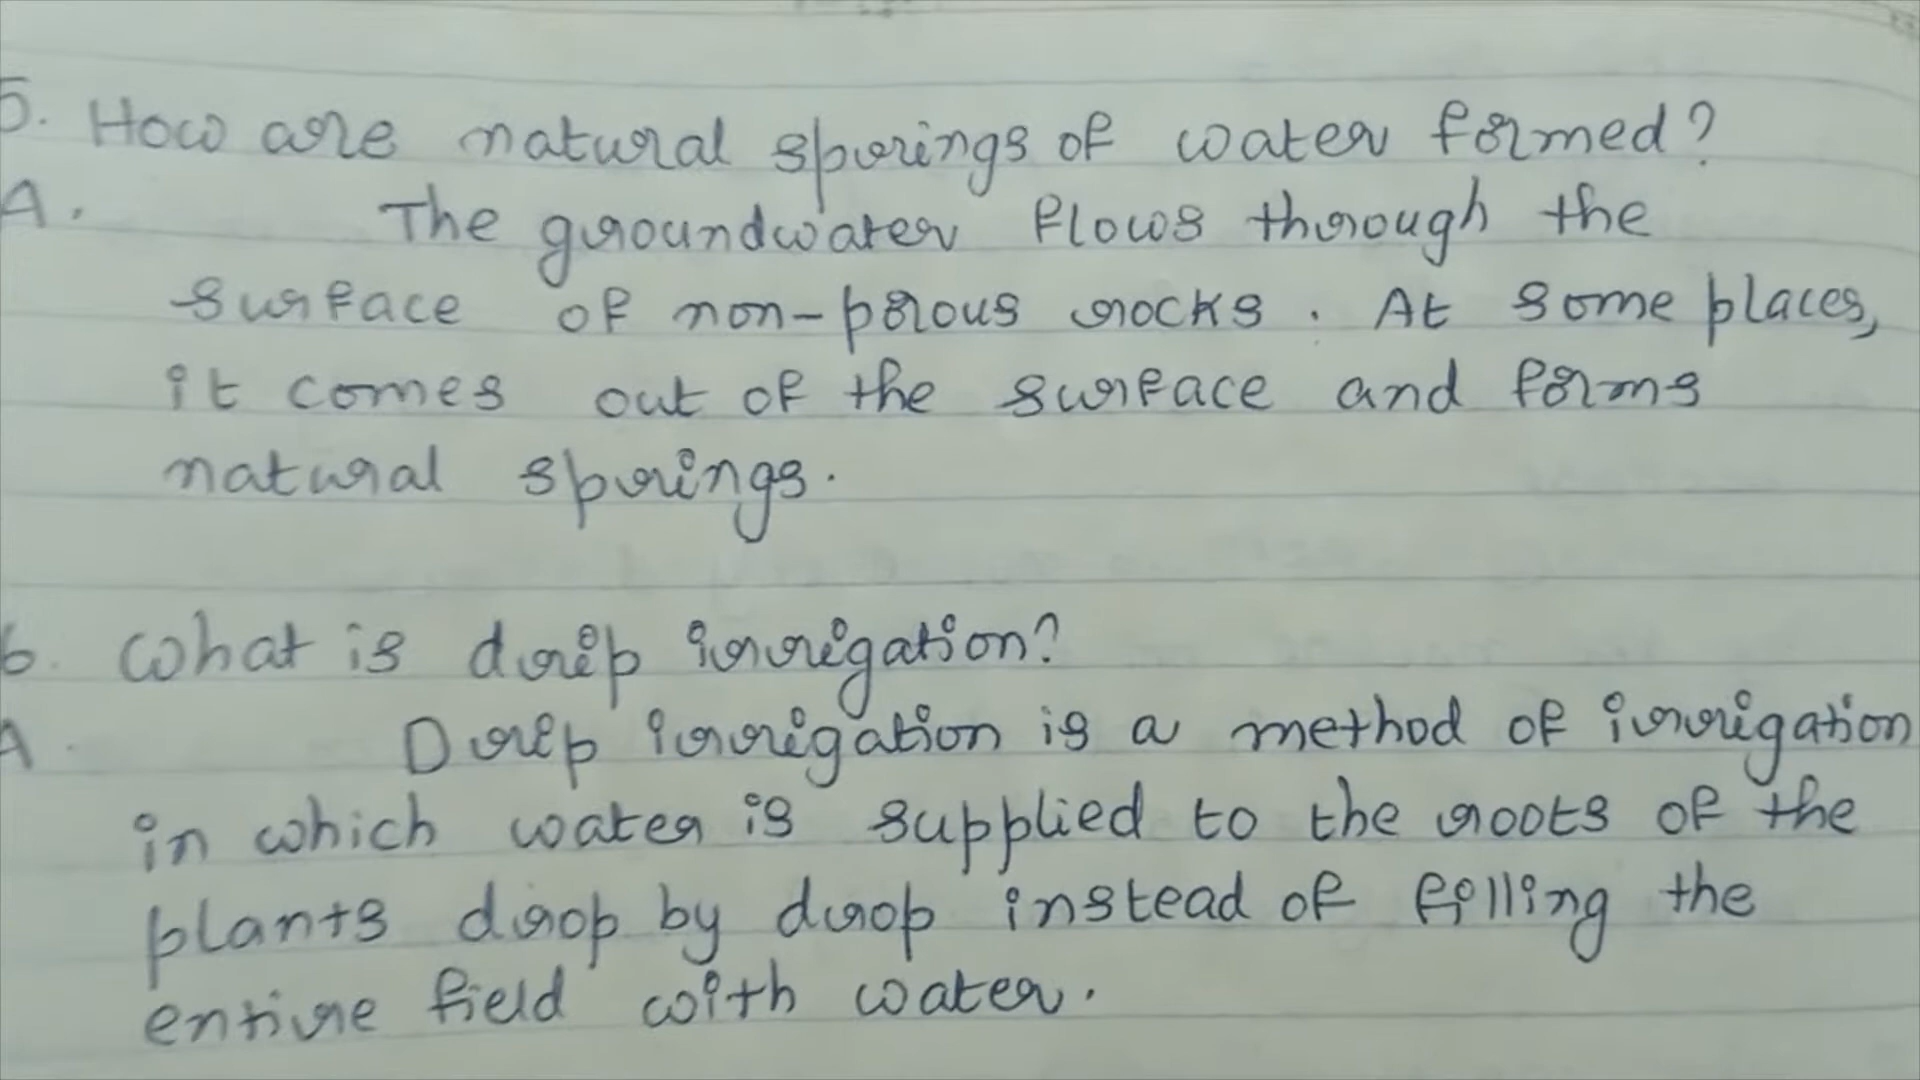 5. How are natural springs of water formed?
A. The groundwater flows through the
surface of non-porous rocks. At some places,
it comes out of the surface and forms
natural springs.
6. What is drip irrigation?
A. Drip irrigation is a method of irrigation
in which water is supplied to the roots of the
plants drop by drop instead of filling the
entire field with water.